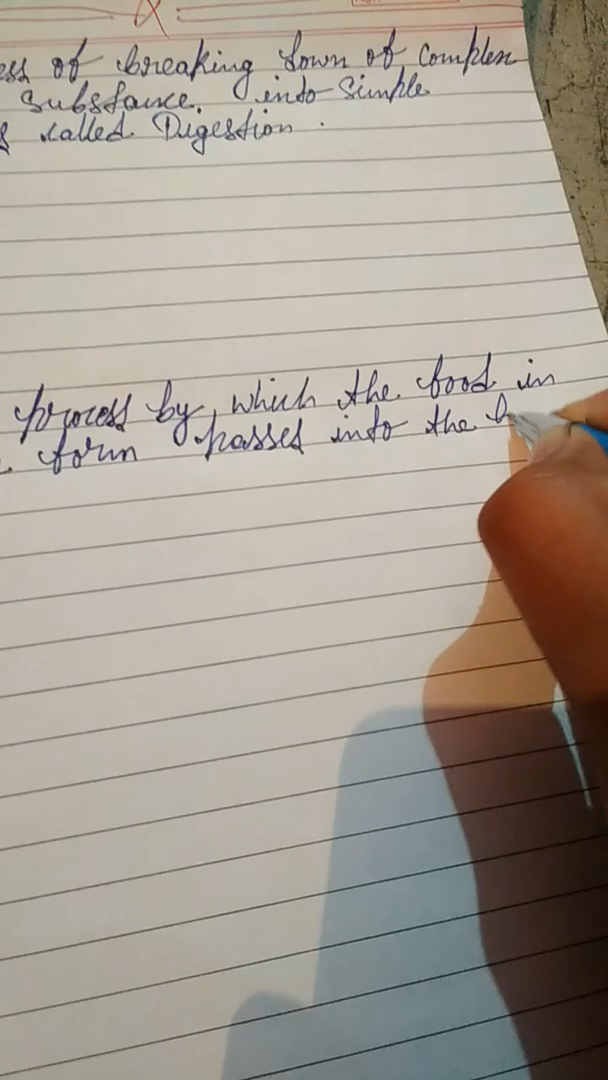 ess of breaking down of complex
substance. into simple
called. Digestion.
process by which the food in
form passes into the b